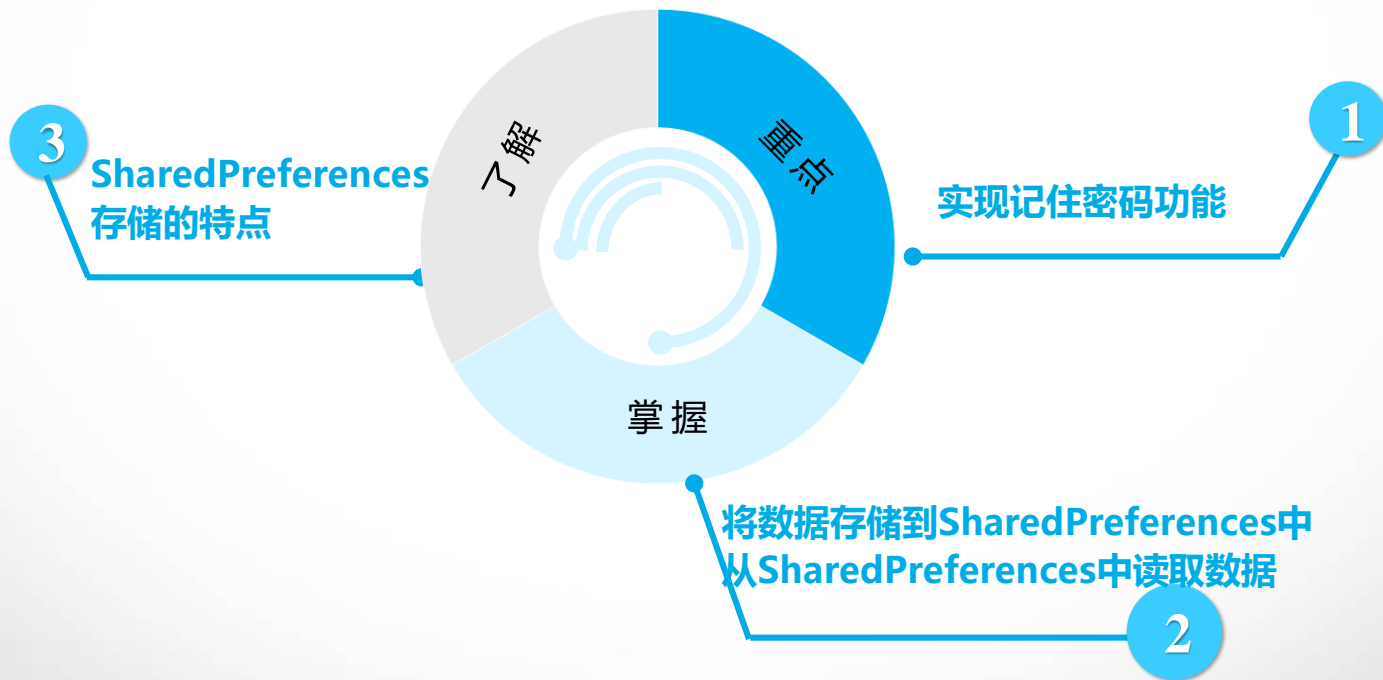 1
重点
实现记住密码功能
掌握
将数据存储到SharedPreferences中
从SharedPreferences中读取数据
2
3
了解
SharedPreferences
存储的特点